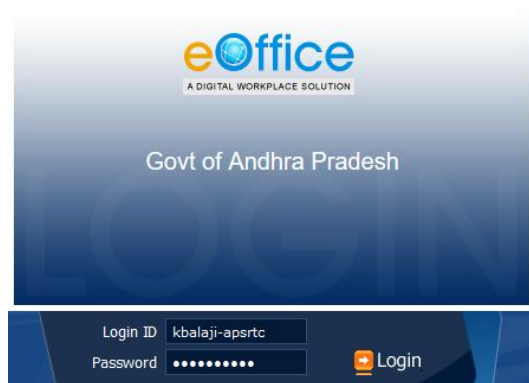 eOffice
A DIGITAL WORKPLACE SOLUTION
Govt of Andhra Pradesh
LOGIN
Login ID kbalaji-apsrtc
Password ••••••••••
Login